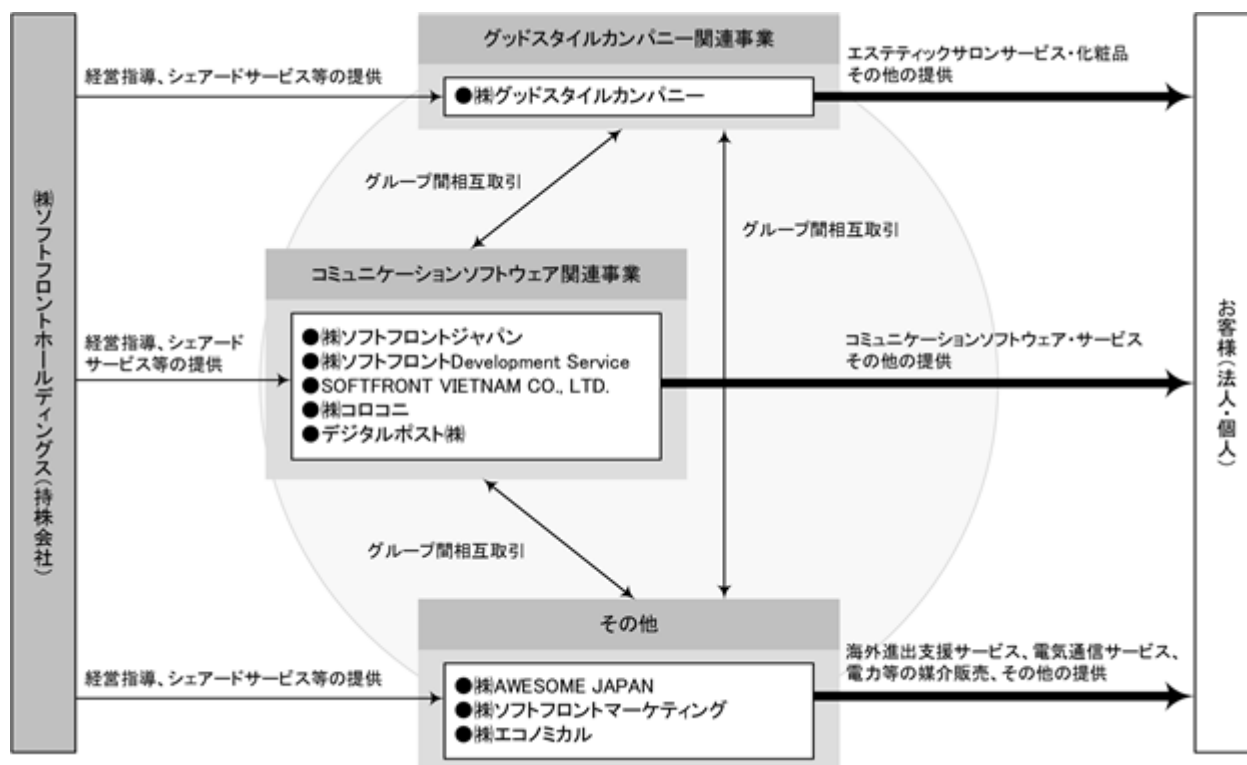 ㈱ソフトフロントホールディングス(持株会社)
グッドスタイルカンパニー関連事業
経営指導、シェアードサービス等の提供
●㈱グッドスタイルカンパニー
エステティックサロンサービス・化粧品
その他の提供
グループ間相互取引
グループ間相互取引
コミュニケーションソフトウェア関連事業
経営指導、シェアード
サービス等の提供
●㈱ソフトフロントジャパン
●㈱ソフトフロントDevelopment Service
●SOFTFRONT VIETNAM CO., LTD.
●㈱コロコニ
●デジタルポスト㈱
コミュニケーションソフトウェア・サービス
その他の提供
グループ間相互取引
その他
経営指導、シェアードサービス等の提供
●㈱AWESOME JAPAN
●㈱ソフトフロントマーケティング
●㈱エコノミカル
海外進出支援サービス、電気通信サービス、
電力等の媒介販売、その他の提供
お客様(法人・個人)